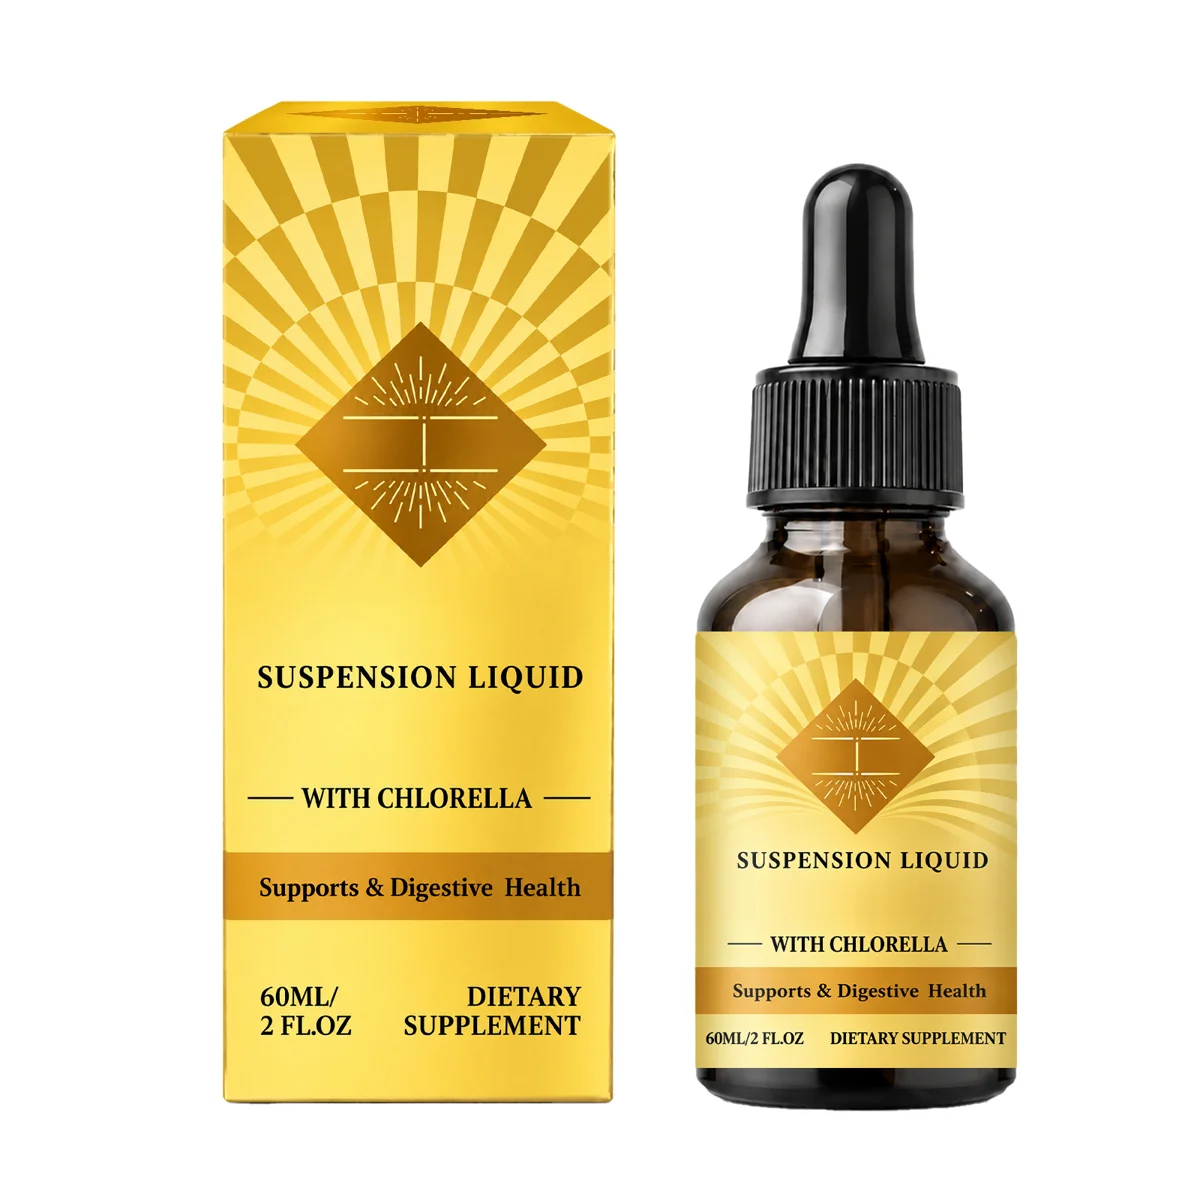 SUSPENSION LIQUID
WITH CHLORELLA
Supports & Digestive Health
60ML/
2 FL.OZ
DIETARY
SUPPLEMENT
SUSPENSION LIQUID
WITH CHLORELLA
Supports & Digestive Health
60ML/2 FL.OZ DIETARY SUPPLEMENT